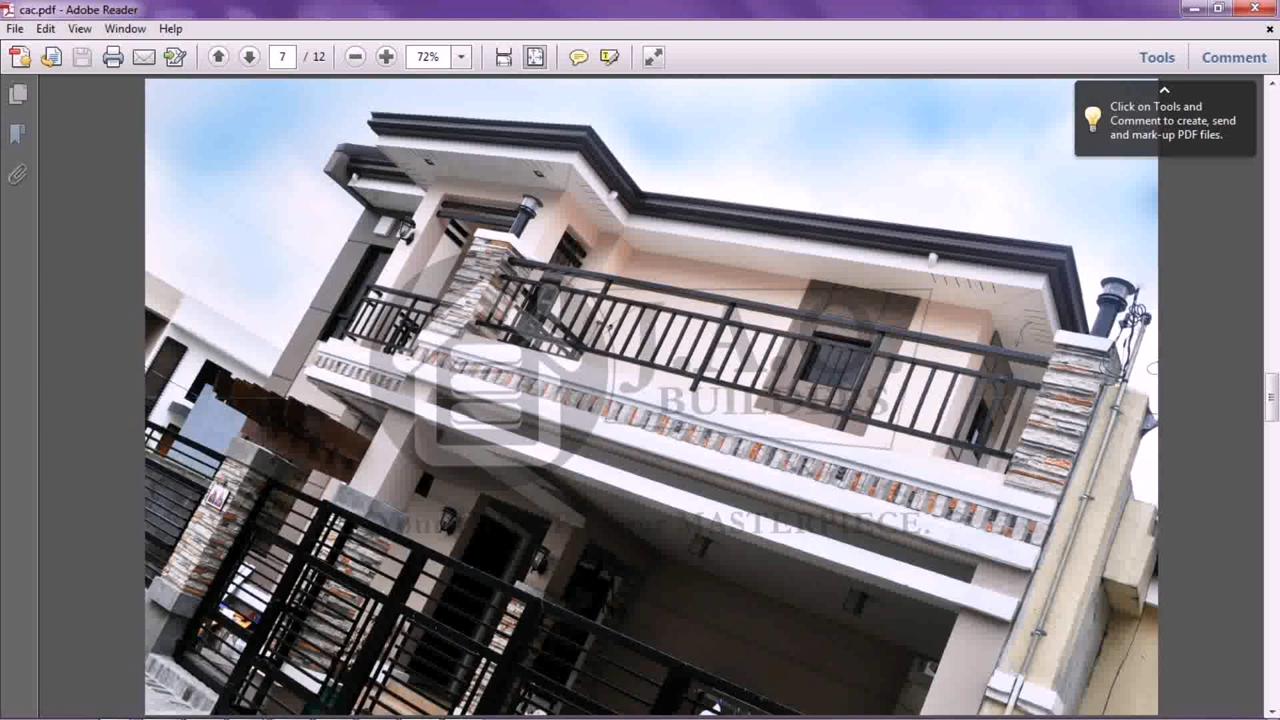 cac.pdf - Adobe Reader
File Edit View Window Help
7 / 12 72% Tools Comment
Click on Tools and
Comment to create, send
and mark-up PDF files.
J.A.C.
BUILDERS
MASTERPIECE.